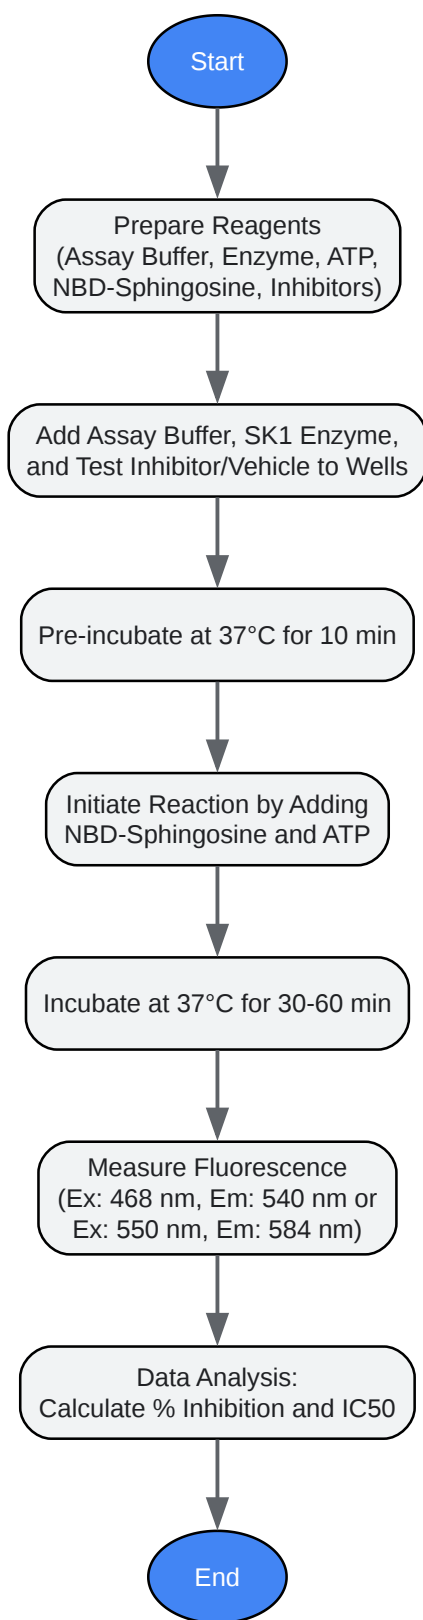 Start
Prepare Reagents
(Assay Buffer, Enzyme, ATP,
NBD-Sphingosine, Inhibitors)
Add Assay Buffer, SK1 Enzyme,
and Test Inhibitor/Vehicle to Wells
Pre-incubate at 37°C for 10 min
Initiate Reaction by Adding
NBD-Sphingosine and ATP
Incubate at 37°C for 30-60 min
Measure Fluorescence
(Ex: 468 nm, Em: 540 nm or
Ex: 550 nm, Em: 584 nm)
Data Analysis:
Calculate % Inhibition and IC50
End